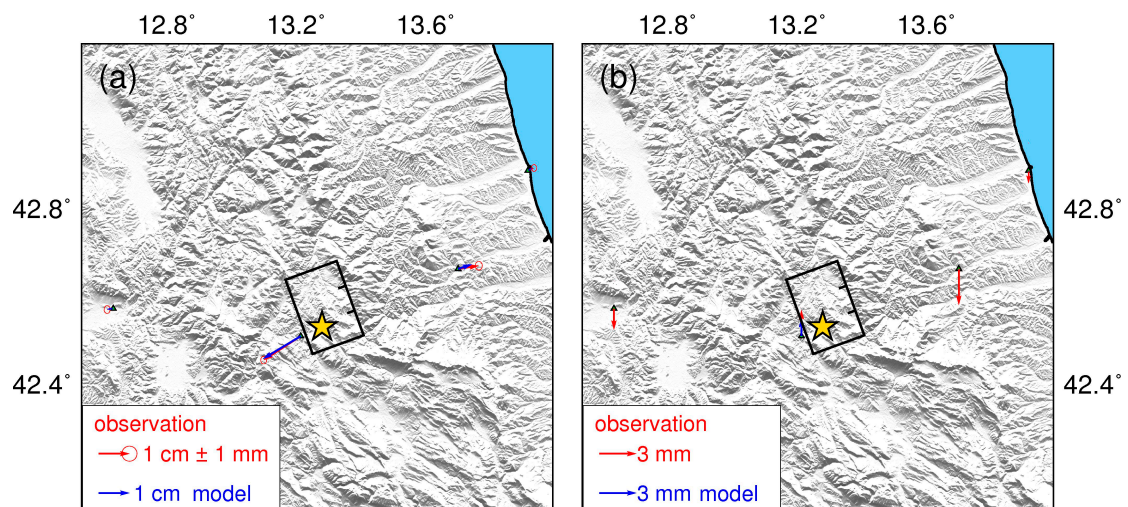 12.8° 13.2° 13.6° 12.8° 13.2° 13.6°
(a) (b)
42.8° 42.8°
42.4° 42.4°
observation
1 cm ± 1 mm
1 cm model
observation
3 mm
3 mm model